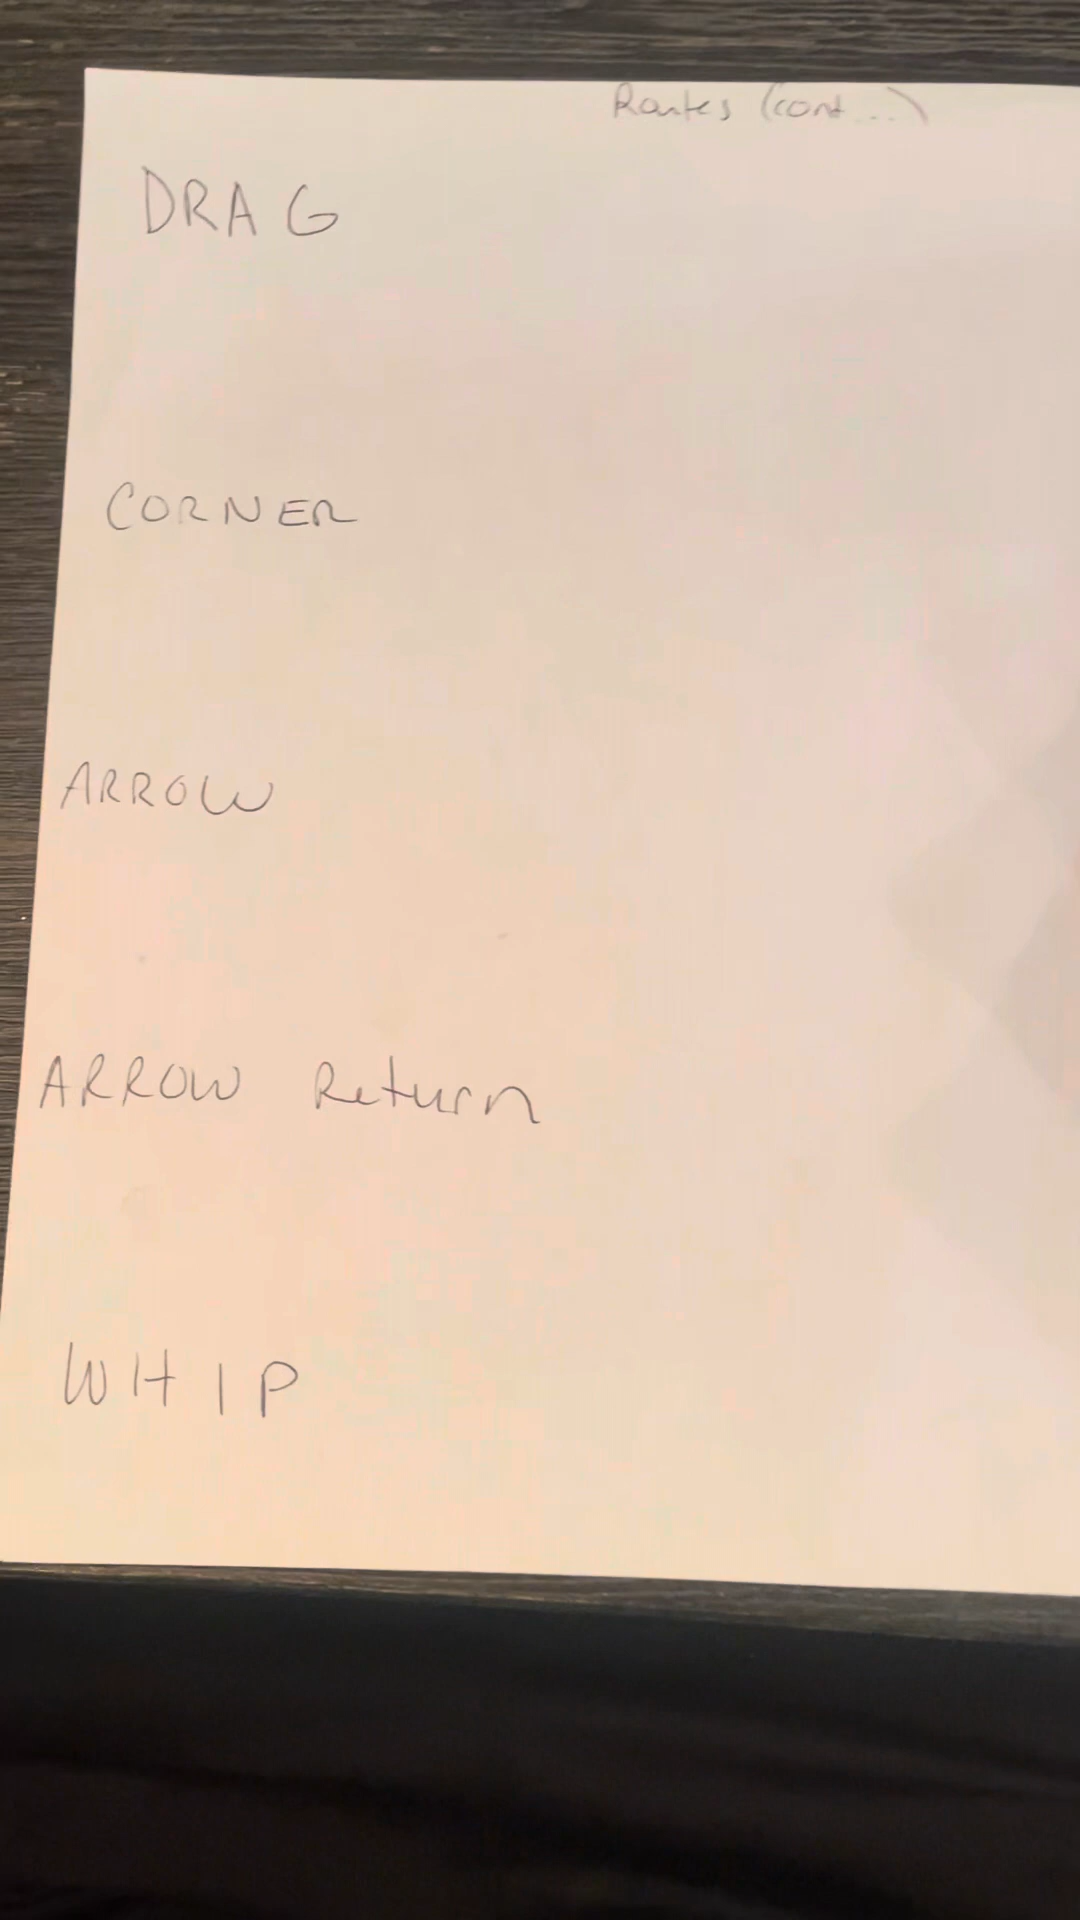 Routes (cont...)
DRAG
CORNER
ARROW
ARROW Return
WHIP